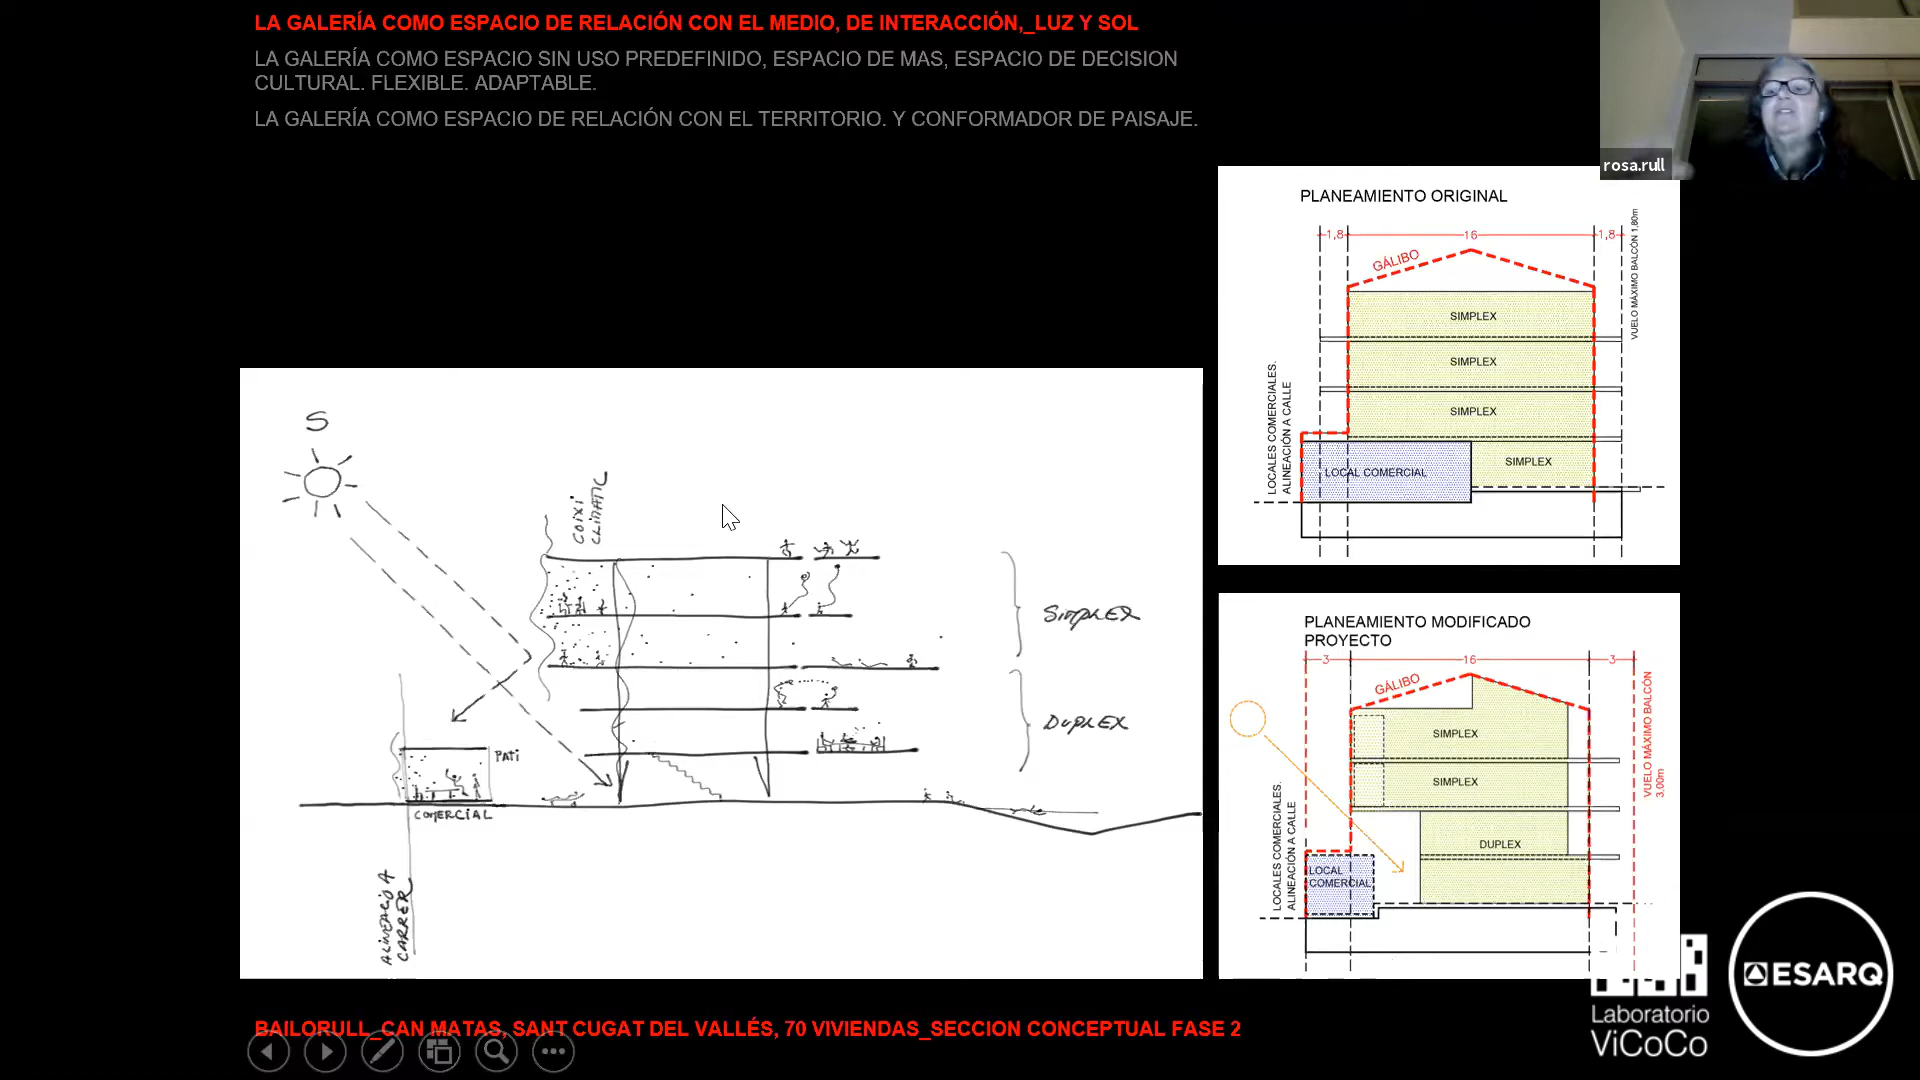 LA GALERÍA COMO ESPACIO DE RELACIÓN CON EL MEDIO, DE INTERACCIÓN,_LUZ Y SOL
LA GALERÍA COMO ESPACIO SIN USO PREDEFINIDO, ESPACIO DE MAS, ESPACIO DE DECISION
CULTURAL. FLEXIBLE. ADAPTABLE.
LA GALERÍA COMO ESPACIO DE RELACIÓN CON EL TERRITORIO. Y CONFORMADOR DE PAISAJE.
rosa.rull
PLANEAMIENTO ORIGINAL
1,8
16
1,8
GÁLIBO
VUELO MÁXIMO BALCÓN 1,80m
SIMPLEX
SIMPLEX
SIMPLEX
SIMPLEX
LOCAL COMERCIAL
LOCALES COMERCIALES.
ALINEACIÓN A CALLE
S
COIXI
CLIMATIC
SIMPLEX
DUPLEX
PATI
COMERCIAL
ALINEACIÓ A
CARRER
PLANEAMIENTO MODIFICADO
PROYECTO
3
16
3
GÁLIBO
SIMPLEX
SIMPLEX
DUPLEX
LOCAL
COMERCIAL
LOCALES COMERCIALES.
ALINEACIÓN A CALLE
VUELO MÁXIMO BALCÓN
3,00m
BAILORULL_CAN MATAS, SANT CUGAT DEL VALLÉS, 70 VIVIENDAS_SECCION CONCEPTUAL FASE 2
Laboratorio
ViCoCo
ESARQ